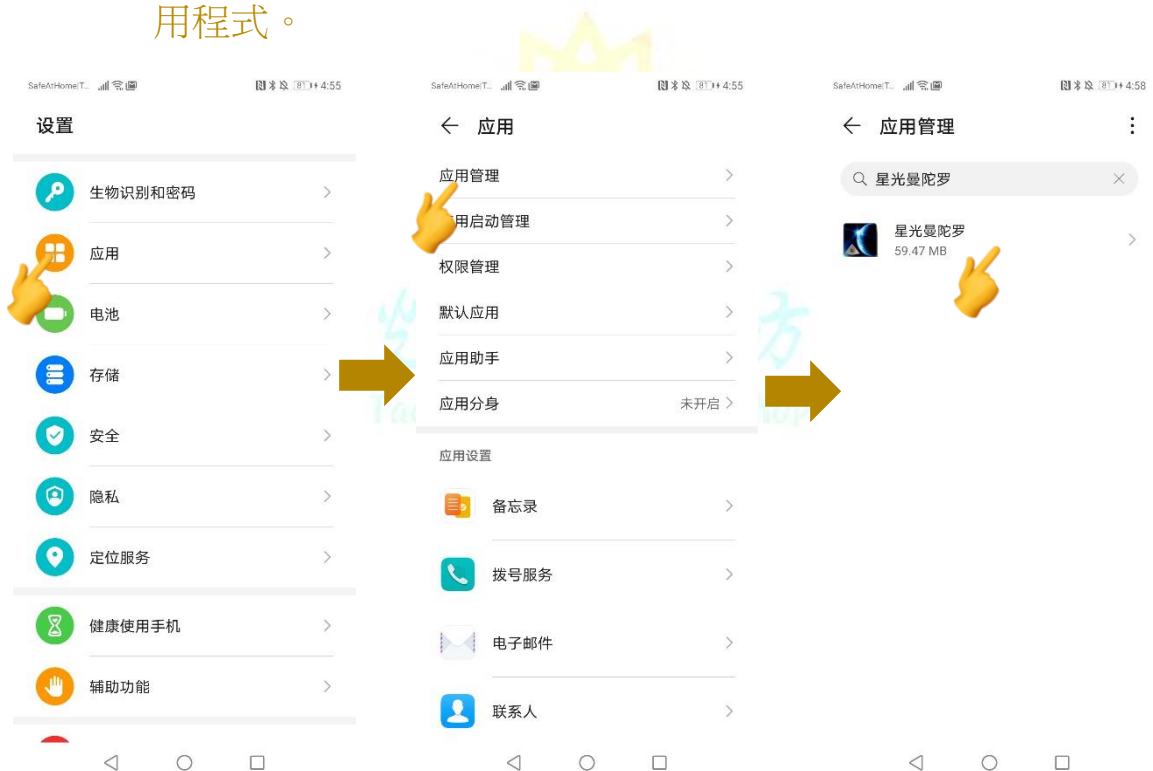 用程式。
SafeAtHome|T... 4:55
设置
生物识别和密码
应用
电池
存储
安全
隐私
定位服务
健康使用手机
辅助功能
SafeAtHome|T... 81 4:55
应用
应用管理
用启动管理
权限管理
默认应用
应用助手
应用分身 未开启
应用设置
备忘录
拨号服务
电子邮件
联系人
SafeAtHome|T... 81 4:58
应用管理
星光曼陀罗
星光曼陀罗
59.47 MB